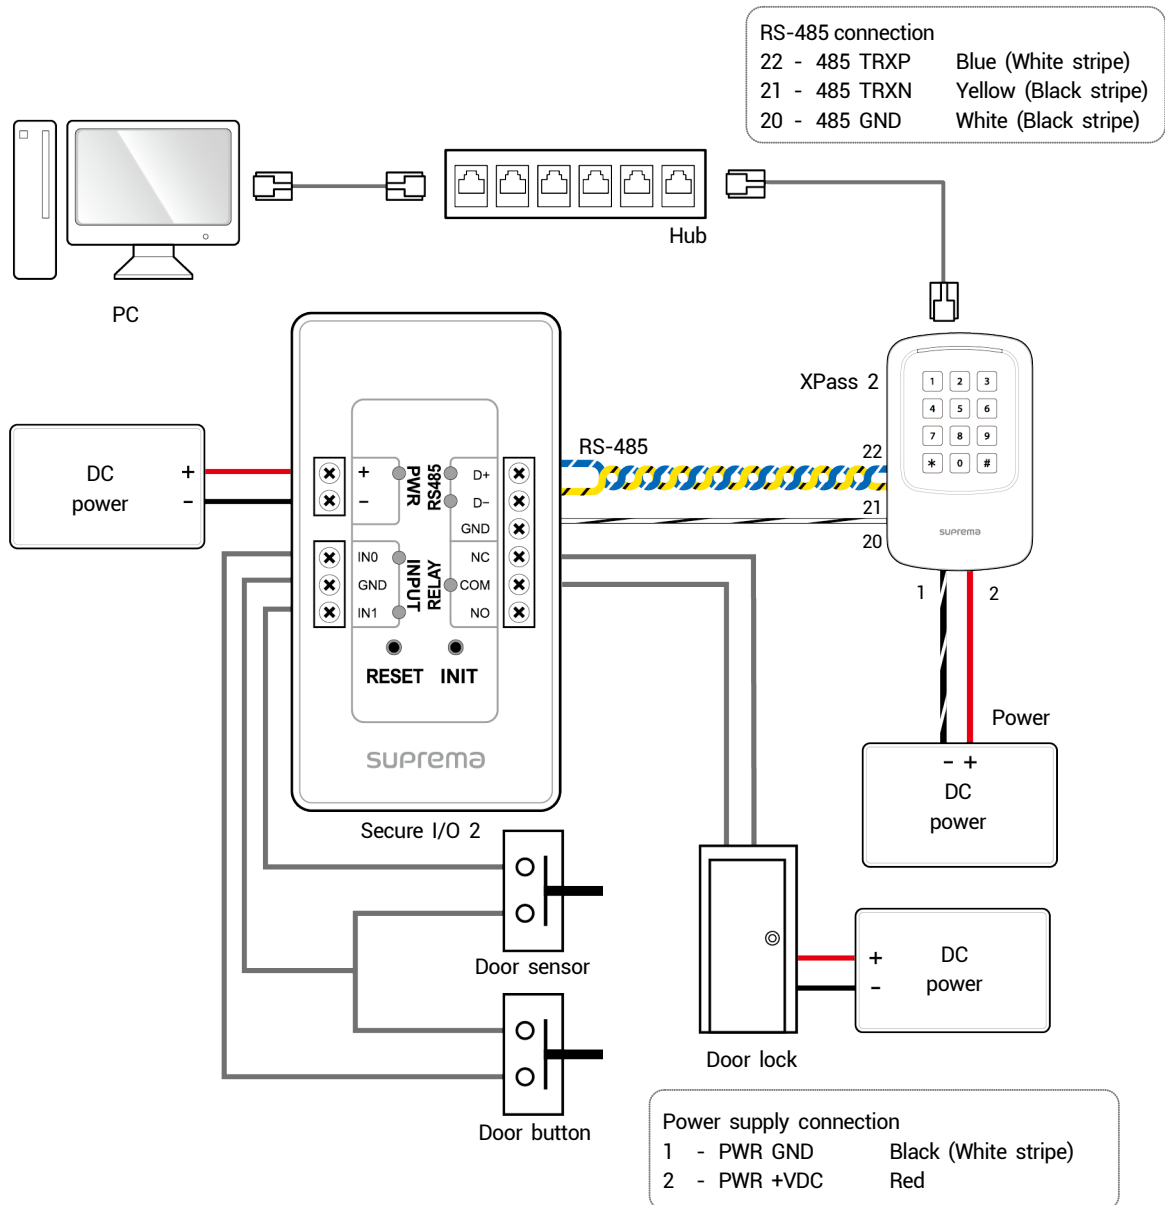 RS-485 connection
22 - 485 TRXP Blue (White stripe)
21 - 485 TRXN Yellow (Black stripe)
20 - 485 GND White (Black stripe)
Hub
PC
XPass 2
1 2 3
4 5 6
7 8 9
* 0 #
suprema
22
21
20
1 2
RS-485
DC
power
+
-
+
-
PWR
RS485
D+
D-
GND
IN0
GND
IN1
INPUT
RELAY
NC
COM
NO
RESET INIT
suprema
Secure I/O 2
Power
- +
DC
power
Door sensor
Door button
Door lock
+
-
DC
power
Power supply connection
1 - PWR GND Black (White stripe)
2 - PWR +VDC Red